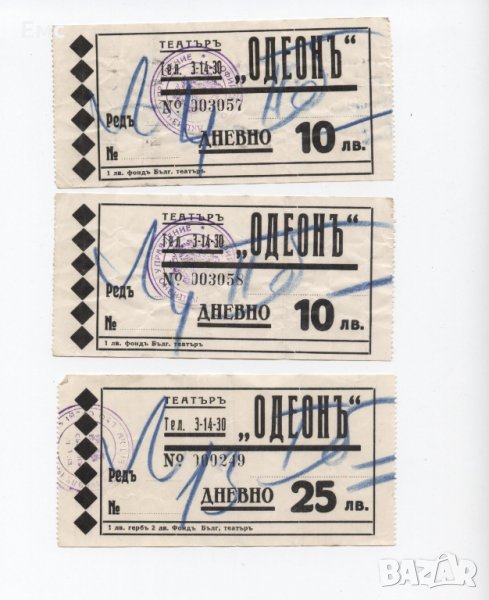 Emc
ТЕАТЪРЪ
Тел. 3-14-30 „ОДЕОНЪ“
№ 003057
Редъ
ДНЕВНО 10 лв.
№
1 лв. фондъ Бълг. театъръ
ТЕАТЪРЪ
Тел. 3-14-30 „ОДЕОНЪ“
№ 003058
Редъ
ДНЕВНО 10 лв.
№
1 лв. фондъ Бълг. театъръ
ТЕАТЪРЪ
Тел. 3-14-30 „ОДЕОНЪ“
№ 000249
Редъ
ДНЕВНО 25 лв.
№
1 лв. гербъ 2 лв. Фондъ Бълг. театъръ
BAZAR